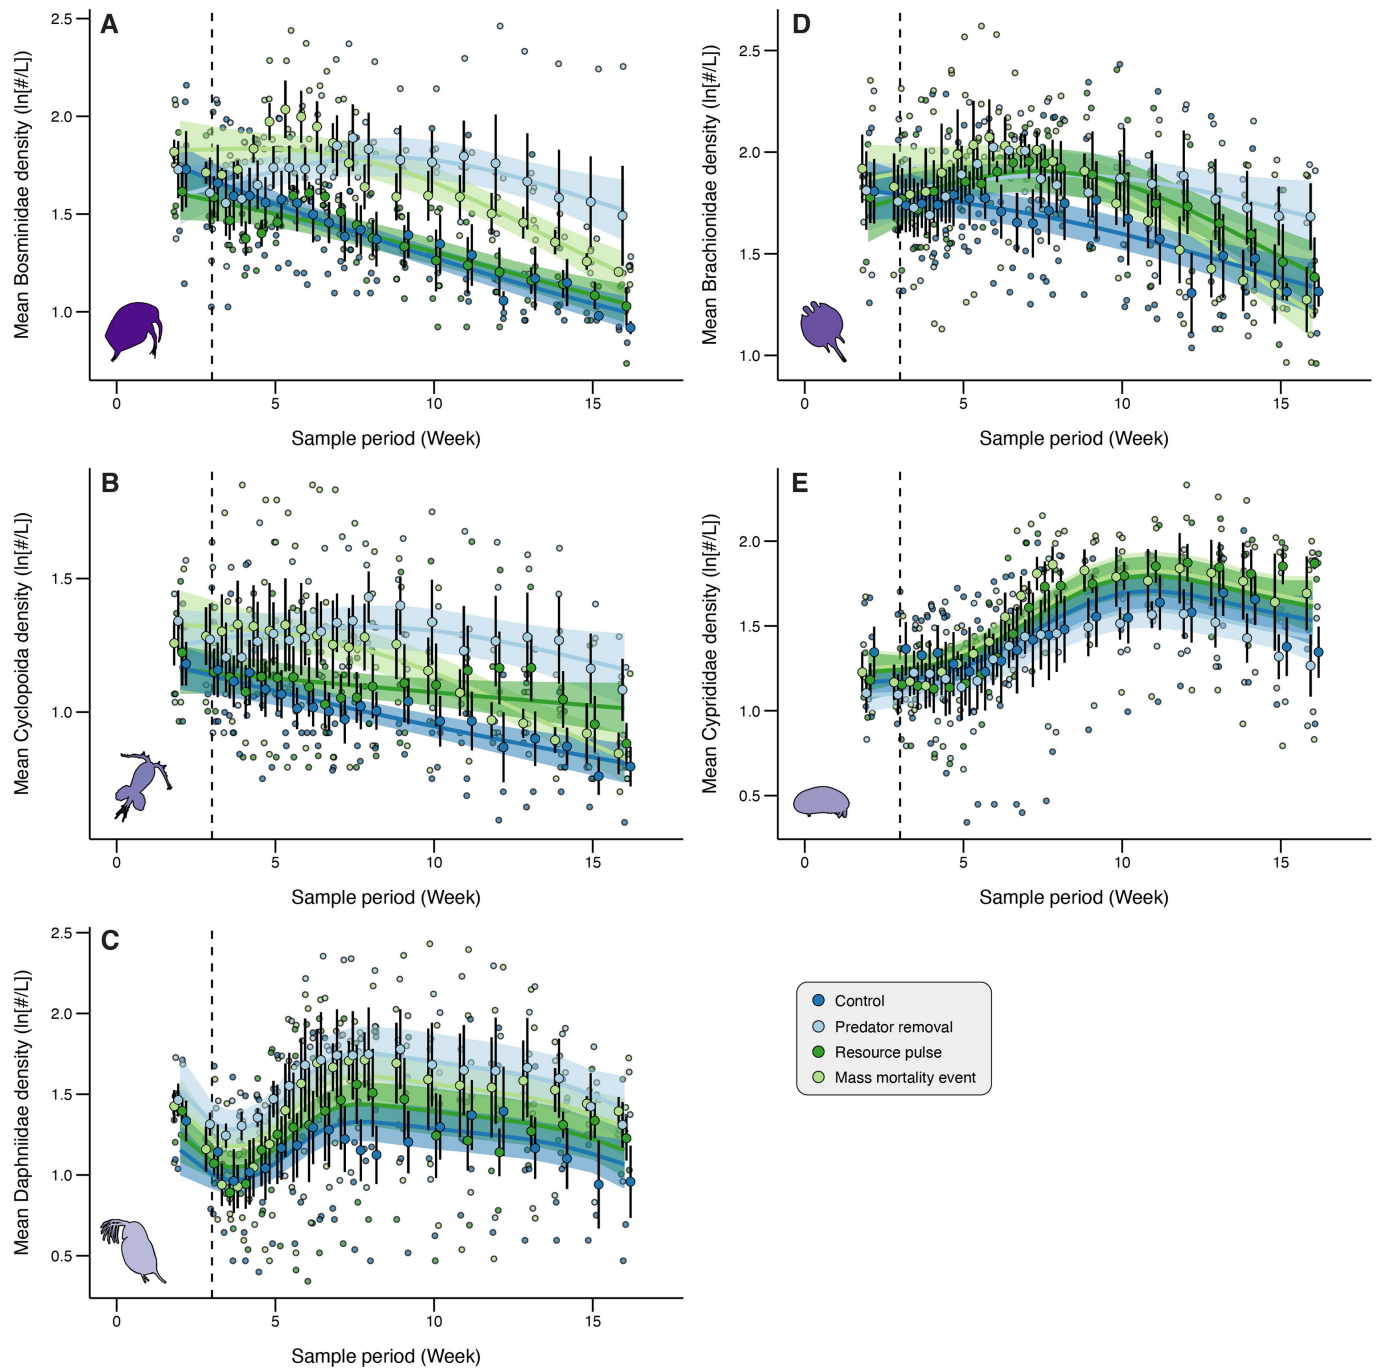 A
Mean Bosminidae density (ln[#/L])
2.5
2.0
1.5
1.0
0
5
10
15
Sample period (Week)
D
Mean Brachionidae density (ln[#/L])
2.5
2.0
1.5
1.0
0
5
10
15
Sample period (Week)
B
Mean Cyclopoida density (ln[#/L])
1.5
1.0
0
5
10
15
Sample period (Week)
E
Mean Cyprididae density (ln[#/L])
2.0
1.5
1.0
0.5
0
5
10
15
Sample period (Week)
C
Mean Daphniidae density (ln[#/L])
2.5
2.0
1.5
1.0
0.5
0
5
10
15
Sample period (Week)
Control
Predator removal
Resource pulse
Mass mortality event